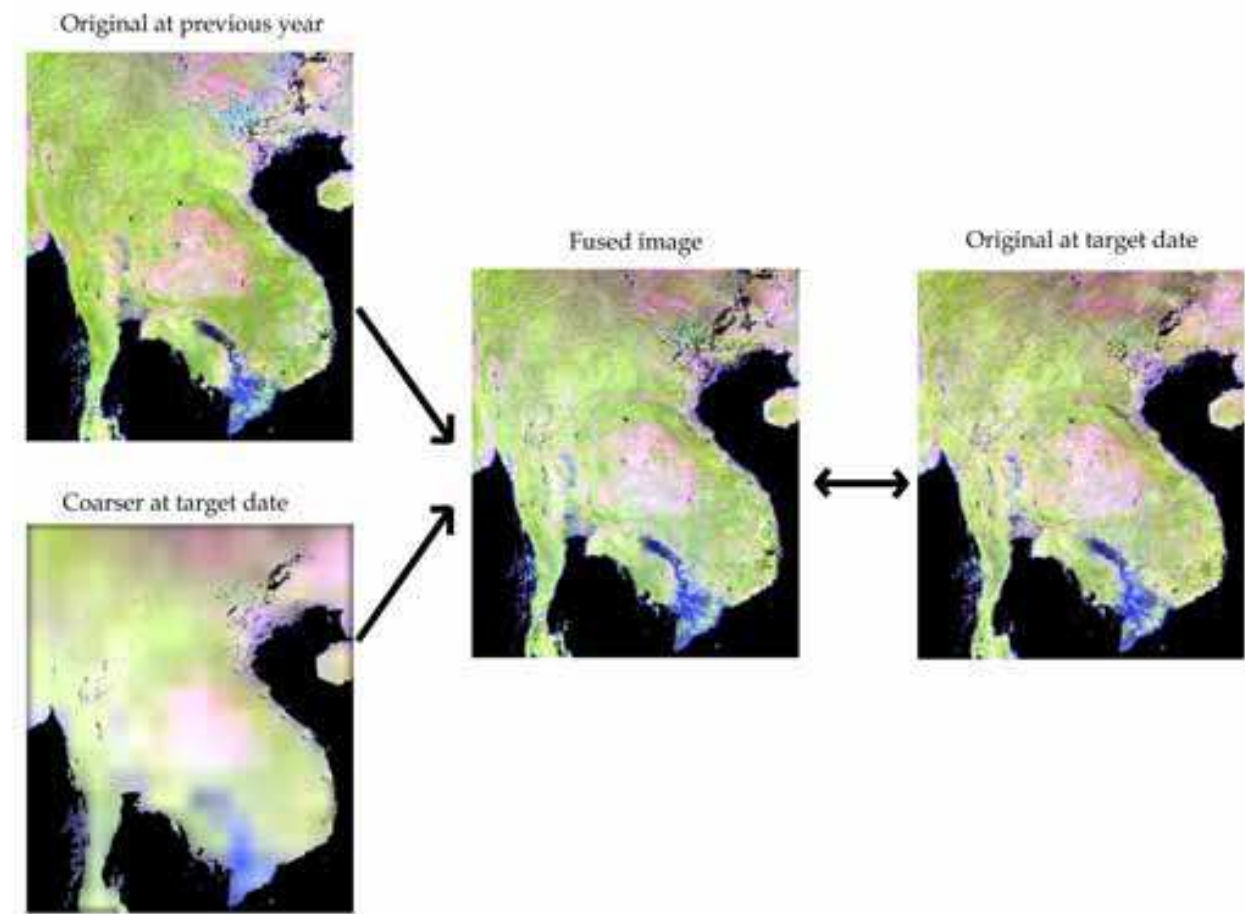 Original at previous year
Fused image
Original at target date
Coarser at target date